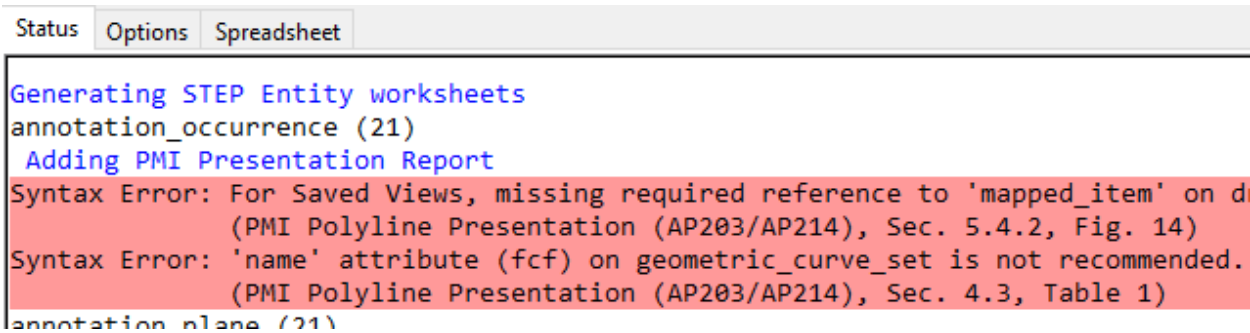 Status Options Spreadsheet
Generating STEP Entity worksheets
annotation_occurrence (21)
Adding PMI Presentation Report
Syntax Error: For Saved Views, missing required reference to 'mapped_item' on
(PMI Polyline Presentation (AP203/AP214), Sec. 5.4.2, Fig. 14)
Syntax Error: 'name' attribute (fcf) on geometric_curve_set is not recommended.
(PMI Polyline Presentation (AP203/AP214), Sec. 4.3, Table 1)
annotation_plane (21)